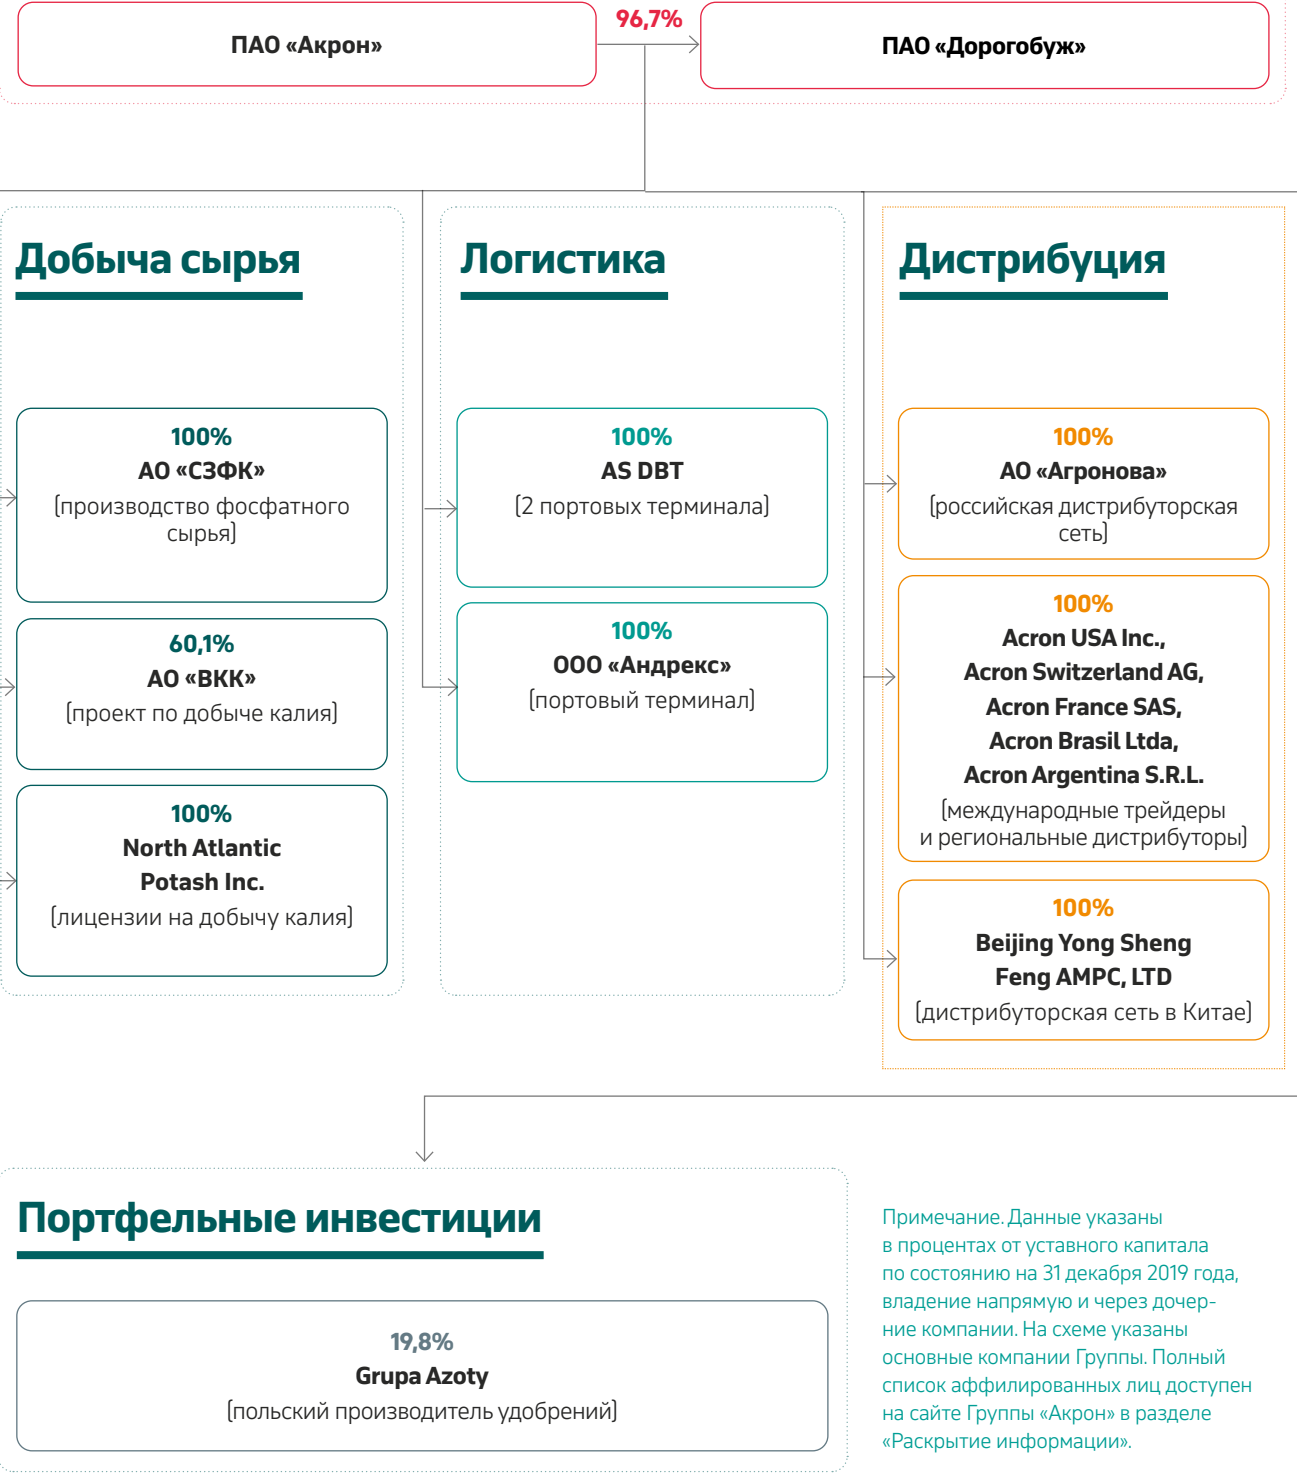 ПАО «Акрон»
96,7%
ПАО «Дорогобуж»
Добыча сырья
100%
АО «СЗФК»
(производство фосфатного
сырья)
60,1%
АО «ВКК»
(проект по добыче калия)
100%
North Atlantic
Potash Inc.
(лицензии на добычу калия)
Логистика
100%
AS DBT
(2 портовых терминала)
100%
ООО «Андрекс»
(портовый терминал)
Дистрибуция
100%
АО «Агронова»
(российская дистрибуторская
сеть)
100%
Acron USA Inc.,
Acron Switzerland AG,
Acron France SAS,
Acron Brasil Ltda,
Acron Argentina S.R.L.
(международные трейдеры
и региональные дистрибуторы)
100%
Beijing Yong Sheng
Feng AMPC, LTD
(дистрибуторская сеть в Китае)
Портфельные инвестиции
19,8%
Grupa Azoty
(польский производитель удобрений)
Примечание. Данные указаны
в процентах от уставного капитала
по состоянию на 31 декабря 2019 года,
владение напрямую и через дочер-
ние компании. На схеме указаны
основные компании Группы. Полный
список аффилированных лиц доступен
на сайте Группы «Акрон» в разделе
«Раскрытие информации».